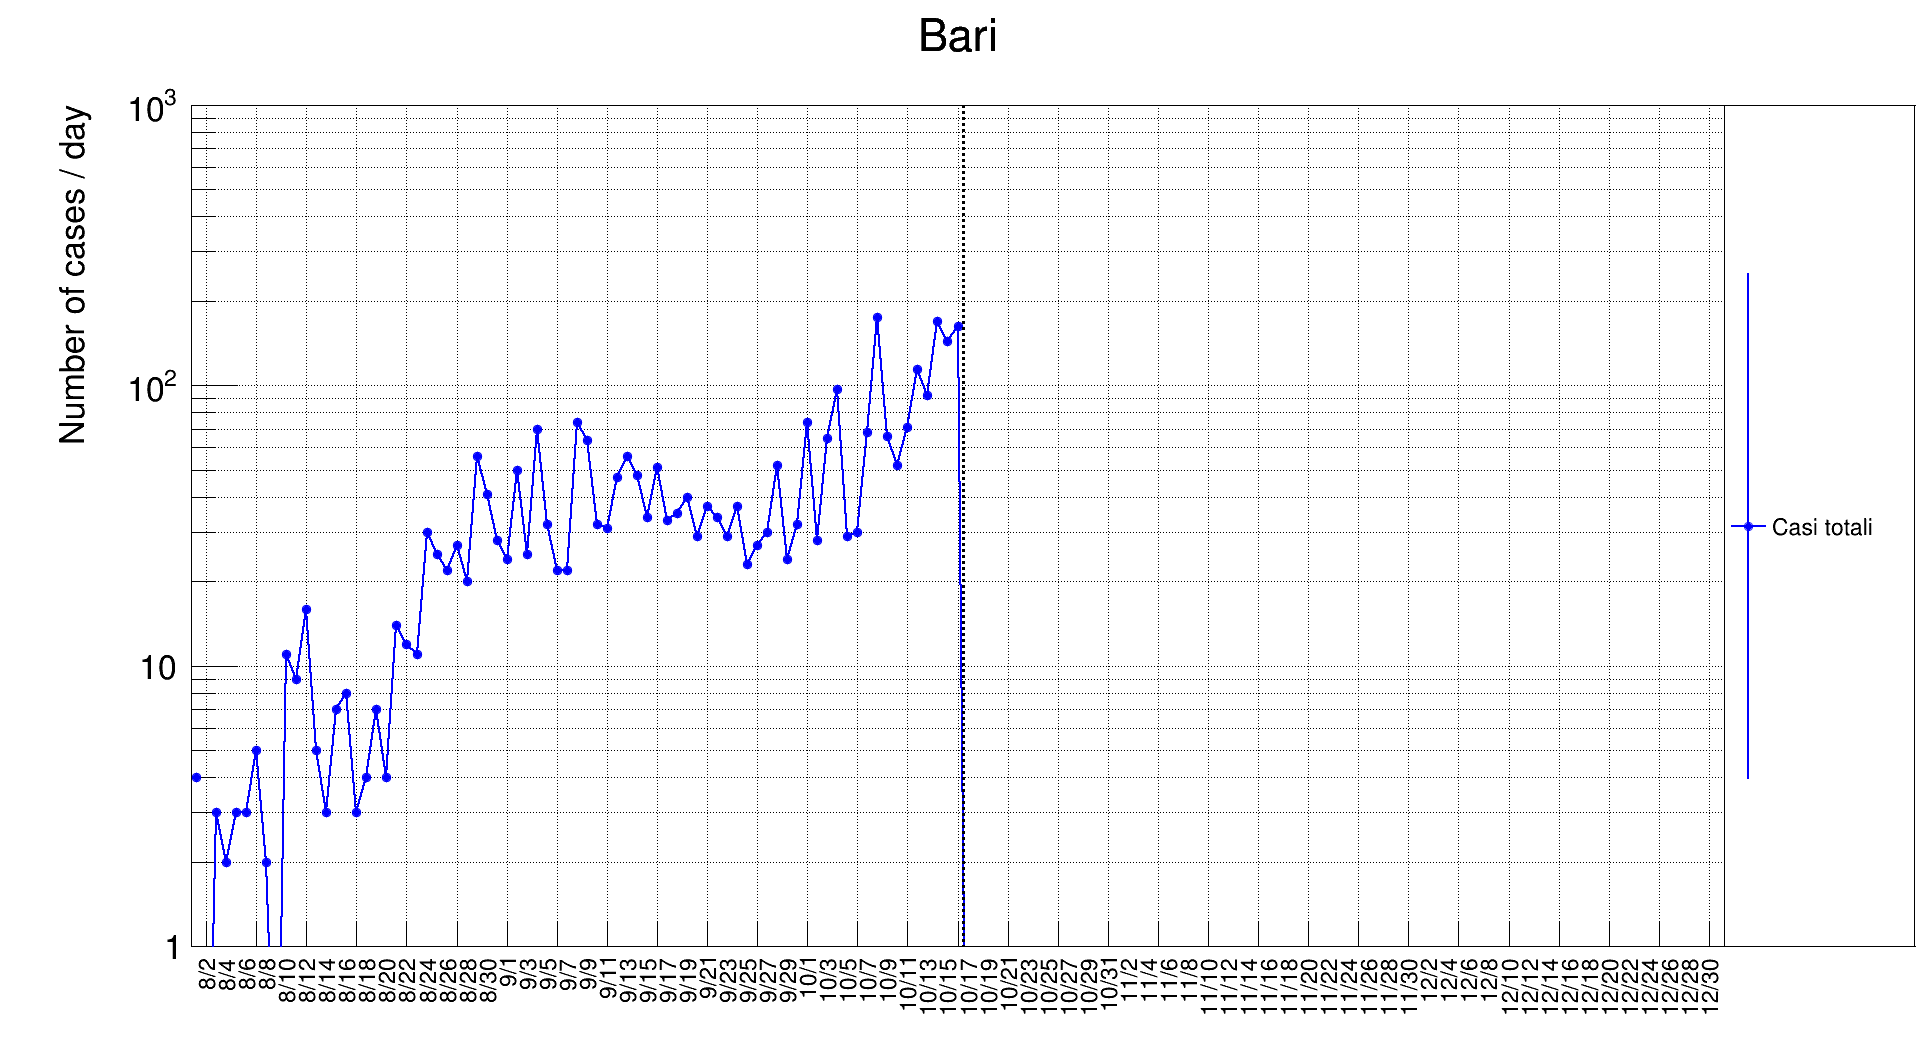 Bari
Number of cases / day
10³
10²
10
1
8/2 8/4 8/6 8/8 8/10 8/12 8/14 8/16 8/18 8/20 8/22 8/24 8/26 8/28 8/30 9/1 9/3 9/5 9/7 9/9 9/11 9/13 9/15 9/17 9/19 9/21 9/23 9/25 9/27 9/29 10/1 10/3 10/5 10/7 10/9 10/11 10/13 10/15 10/17 10/19 10/21 10/23 10/25 10/27 10/29 10/31 11/2 11/4 11/6 11/8 11/10 11/12 11/14 11/16 11/18 11/20 11/22 11/24 11/26 11/28 11/30 12/2 12/4 12/6 12/8 12/10 12/12 12/14 12/16 12/18 12/20 12/22 12/24 12/26 12/28 12/30
Casi totali